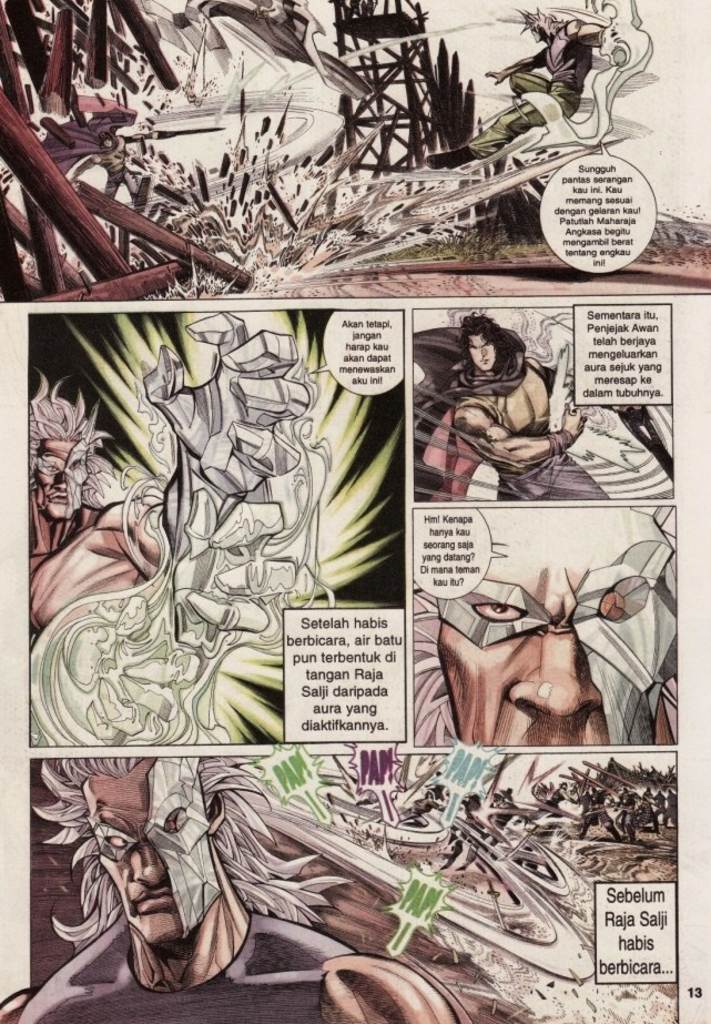 Sungguh
pantas serangan
kau ini. Kau
memang sesuai
dengan gelaran kau!
Patutlah Maharaja
Angkasa begitu
mengambil berat
tentang engkau
ini!
Akan tetapi,
jangan
harap kau
akan dapat
menewaskan
aku ini!
Setelah habis
berbicara, air batu
pun terbentuk di
tangan Raja
Salji daripada
aura yang
diaktifkannya.
Sementara itu,
Penjejak Awan
telah berjaya
mengeluarkan
aura sejuk yang
meresap ke
dalam tubuhnya.
Hm! Kenapa
hanya kau
seorang saja
yang datang?
Di mana teman
kau itu?
PAP!
PAP!
PAP!
PAP!
Sebelum
Raja Salji
habis
berbicara...
13